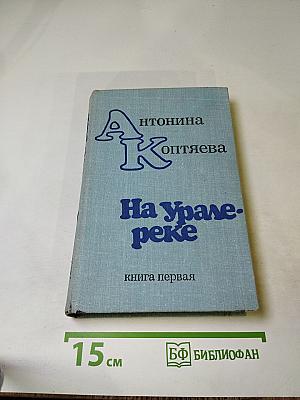 Антонина
Коптяева
На Урале-
реке
книга первая
15 см
БФ БИБЛИОФАН